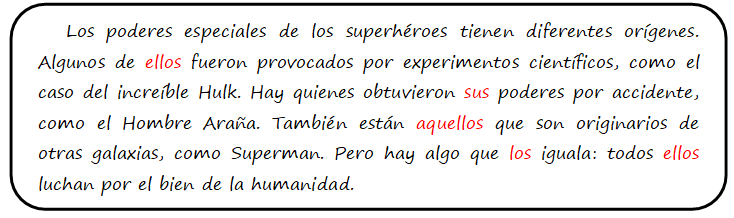 Los poderes especiales de los superhéroes tienen diferentes orígenes.
Algunos de ellos fueron provocados por experimentos científicos, como el
caso del increíble Hulk. Hay quienes obtuvieron sus poderes por accidente,
como el Hombre Araña. También están aquellos que son originarios de
otras galaxias, como Superman. Pero hay algo que los iguala: todos ellos
luchan por el bien de la humanidad.